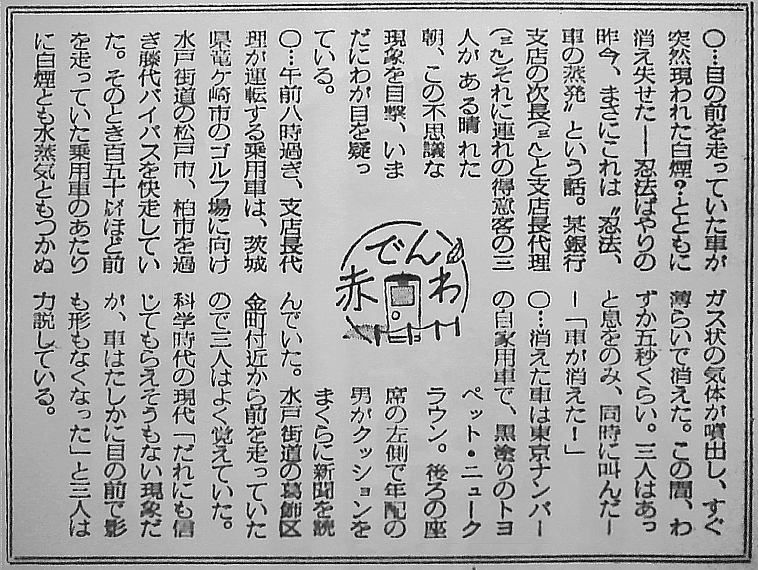 〇…目の前を走っていた車が
突然現われた白煙?とともに
消え失せた――忍法ばやりの
昨今、まさにこれは〝忍法、
車の蒸発〟という話。某銀行
支店の次長()と支店長代理
()それに連れの得意客の三
人が ある晴れた
朝、この不思議な
現象を目撃、いま
だにわが目を疑っ
ている。
〇…午前八時過ぎ、支店長代
理が運転する乗用車は、茨城
県竜ケ崎市のゴルフ場に向け
水戸街道の松戸市、柏市を過
ぎ藤代バイパスを快走してい
た。そのとき百五十㍍ほど前
を走っていた乗用車のあたり
に白煙とも水蒸気ともつかぬ
ガス状の気体が噴出し、すぐ
薄らいで消えた。この間、わ
ずか五秒くらい。三人はあっ
と息をのみ、同時に叫んだ―
―「車が消えた!」
〇…消えた車は東京ナンバー
の自家用車で、黒塗りのトヨ
ペット・ニューク
ラウン。後ろの座
席の左側で年配の
男がクッションを
まくらに新聞を読
んでいた。水戸街道の葛飾区
金町付近から前を走っていた
ので三人はよく覚えていた。
科学時代の現代「だれにも信
じてもらえそうもない現象だ
が、車はたしかに目の前で影
も形もなくなった」と三人は
力説している。
赤でんわ